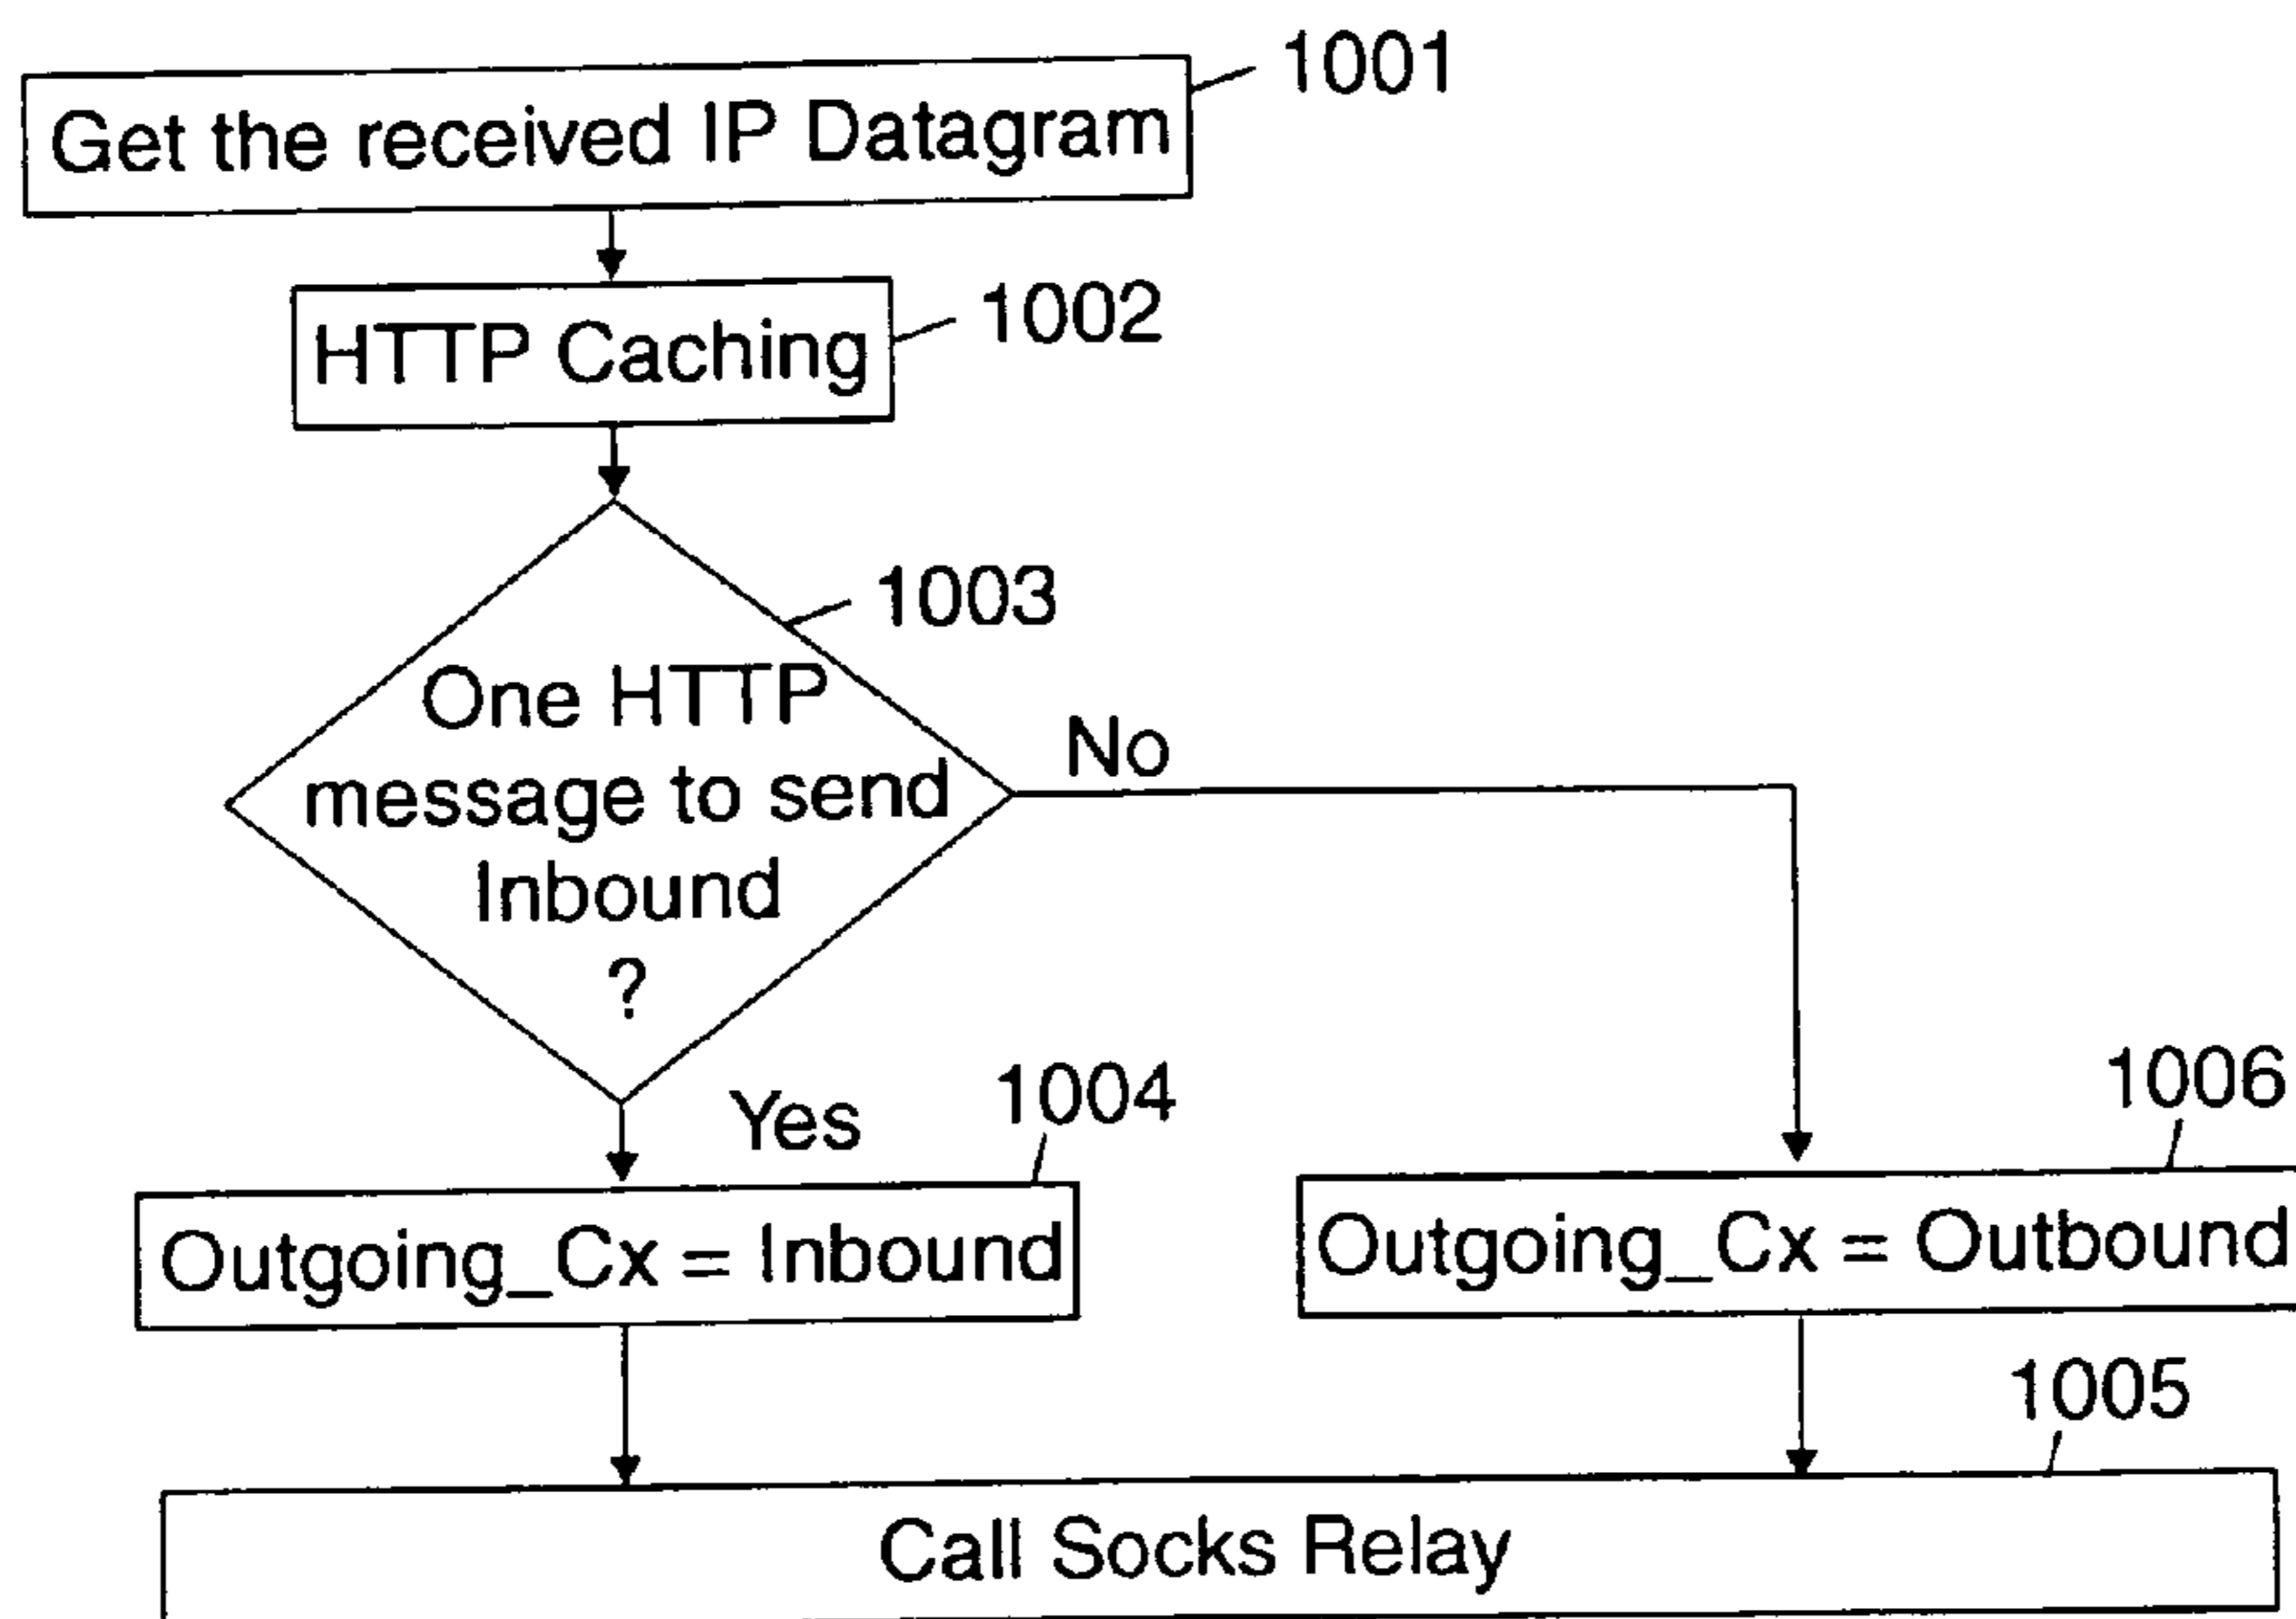 1001
Get the received IP Datagram
1002
HTTP Caching
1003
One HTTP
message to send
Inbound
?
No
Yes
1004
1006
Outgoing_Cx = Inbound
Outgoing_Cx = Outbound
1005
Call Socks Relay